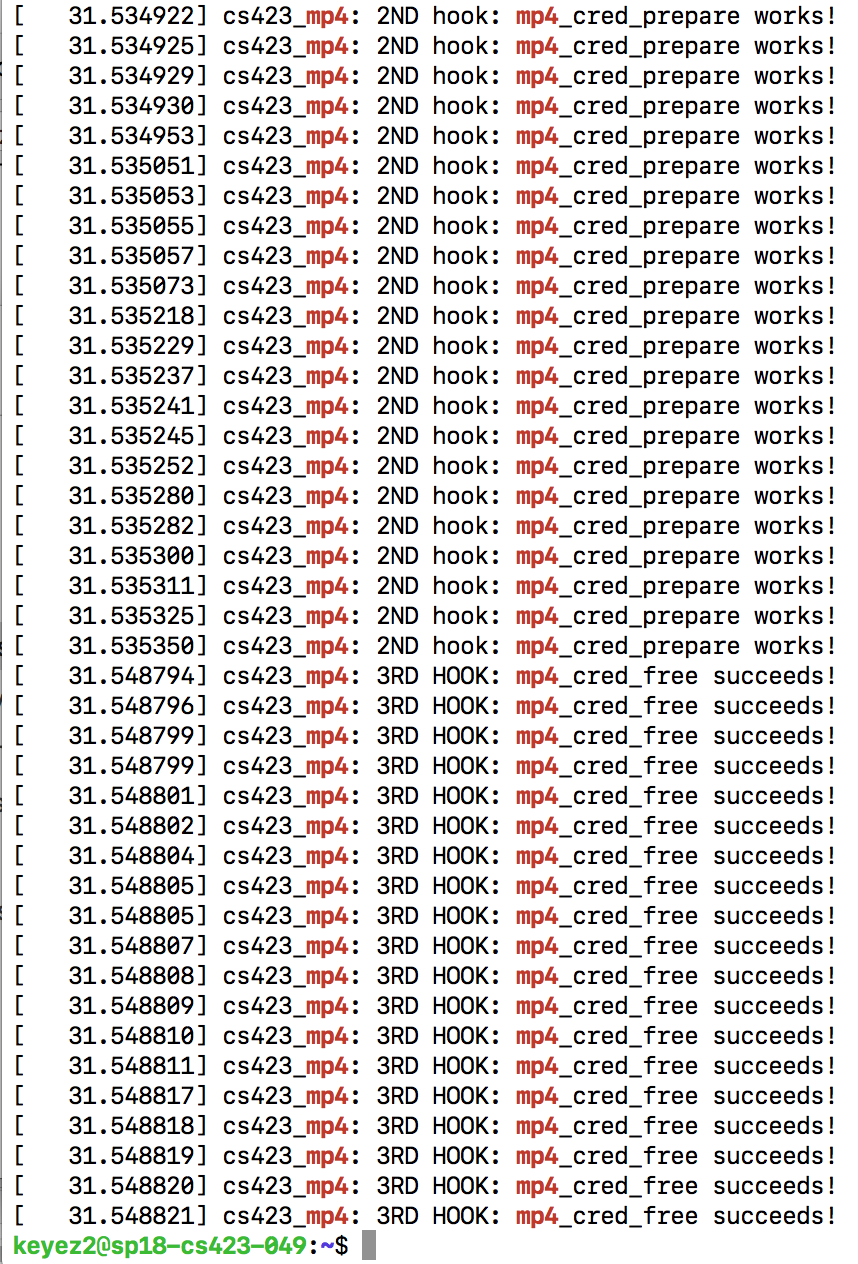 [   31.534922] cs423_mp4: 2ND hook: mp4_cred_prepare works!
[   31.534925] cs423_mp4: 2ND hook: mp4_cred_prepare works!
[   31.534929] cs423_mp4: 2ND hook: mp4_cred_prepare works!
[   31.534930] cs423_mp4: 2ND hook: mp4_cred_prepare works!
[   31.534953] cs423_mp4: 2ND hook: mp4_cred_prepare works!
[   31.535051] cs423_mp4: 2ND hook: mp4_cred_prepare works!
[   31.535053] cs423_mp4: 2ND hook: mp4_cred_prepare works!
[   31.535055] cs423_mp4: 2ND hook: mp4_cred_prepare works!
[   31.535057] cs423_mp4: 2ND hook: mp4_cred_prepare works!
[   31.535073] cs423_mp4: 2ND hook: mp4_cred_prepare works!
[   31.535218] cs423_mp4: 2ND hook: mp4_cred_prepare works!
[   31.535229] cs423_mp4: 2ND hook: mp4_cred_prepare works!
[   31.535237] cs423_mp4: 2ND hook: mp4_cred_prepare works!
[   31.535241] cs423_mp4: 2ND hook: mp4_cred_prepare works!
[   31.535245] cs423_mp4: 2ND hook: mp4_cred_prepare works!
[   31.535252] cs423_mp4: 2ND hook: mp4_cred_prepare works!
[   31.535280] cs423_mp4: 2ND hook: mp4_cred_prepare works!
[   31.535282] cs423_mp4: 2ND hook: mp4_cred_prepare works!
[   31.535300] cs423_mp4: 2ND hook: mp4_cred_prepare works!
[   31.535311] cs423_mp4: 2ND hook: mp4_cred_prepare works!
[   31.535325] cs423_mp4: 2ND hook: mp4_cred_prepare works!
[   31.535350] cs423_mp4: 2ND hook: mp4_cred_prepare works!
[   31.548794] cs423_mp4: 3RD HOOK: mp4_cred_free succeeds!
[   31.548796] cs423_mp4: 3RD HOOK: mp4_cred_free succeeds!
[   31.548799] cs423_mp4: 3RD HOOK: mp4_cred_free succeeds!
[   31.548799] cs423_mp4: 3RD HOOK: mp4_cred_free succeeds!
[   31.548801] cs423_mp4: 3RD HOOK: mp4_cred_free succeeds!
[   31.548802] cs423_mp4: 3RD HOOK: mp4_cred_free succeeds!
[   31.548804] cs423_mp4: 3RD HOOK: mp4_cred_free succeeds!
[   31.548805] cs423_mp4: 3RD HOOK: mp4_cred_free succeeds!
[   31.548805] cs423_mp4: 3RD HOOK: mp4_cred_free succeeds!
[   31.548807] cs423_mp4: 3RD HOOK: mp4_cred_free succeeds!
[   31.548808] cs423_mp4: 3RD HOOK: mp4_cred_free succeeds!
[   31.548809] cs423_mp4: 3RD HOOK: mp4_cred_free succeeds!
[   31.548810] cs423_mp4: 3RD HOOK: mp4_cred_free succeeds!
[   31.548811] cs423_mp4: 3RD HOOK: mp4_cred_free succeeds!
[   31.548817] cs423_mp4: 3RD HOOK: mp4_cred_free succeeds!
[   31.548818] cs423_mp4: 3RD HOOK: mp4_cred_free succeeds!
[   31.548819] cs423_mp4: 3RD HOOK: mp4_cred_free succeeds!
[   31.548820] cs423_mp4: 3RD HOOK: mp4_cred_free succeeds!
[   31.548821] cs423_mp4: 3RD HOOK: mp4_cred_free succeeds!
keyez2@sp18-cs423-049:~$